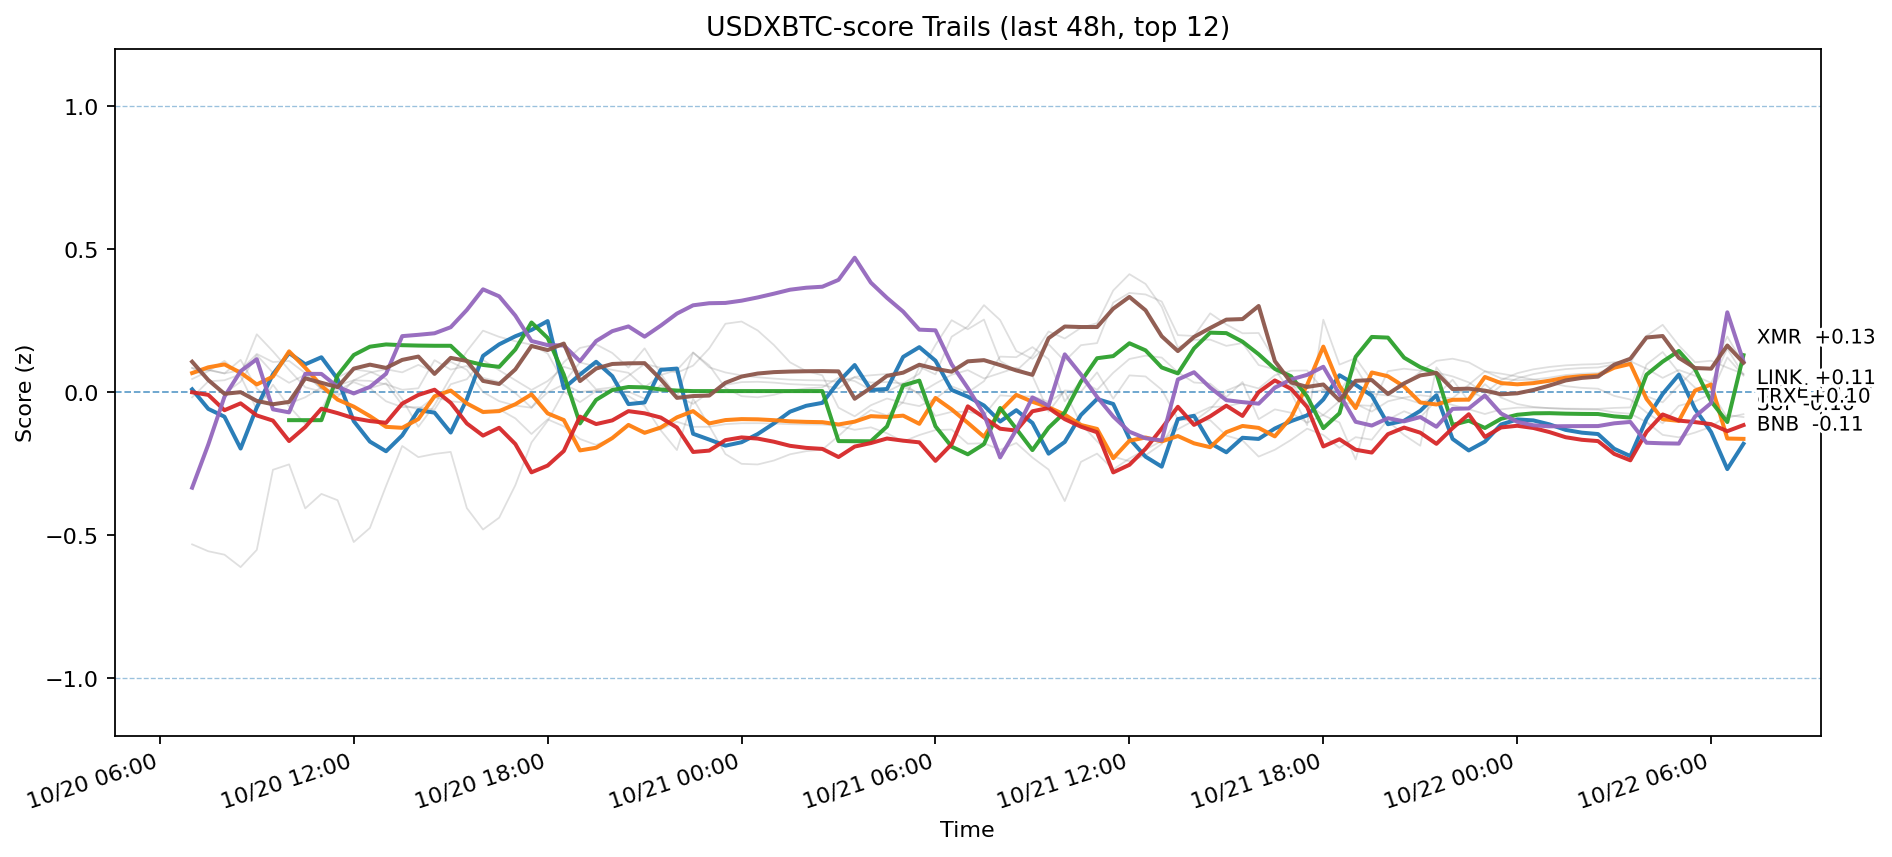 USDXBTC-score Trails (last 48h, top 12)
Score (z)
1.0
0.5
0.0
−0.5
−1.0
XMR +0.13
LINK +0.11
TRX +0.10
BNB -0.11
10/20 06:00
10/20 12:00
10/20 18:00
10/21 00:00
10/21 06:00
10/21 12:00
10/21 18:00
10/22 00:00
10/22 06:00
Time